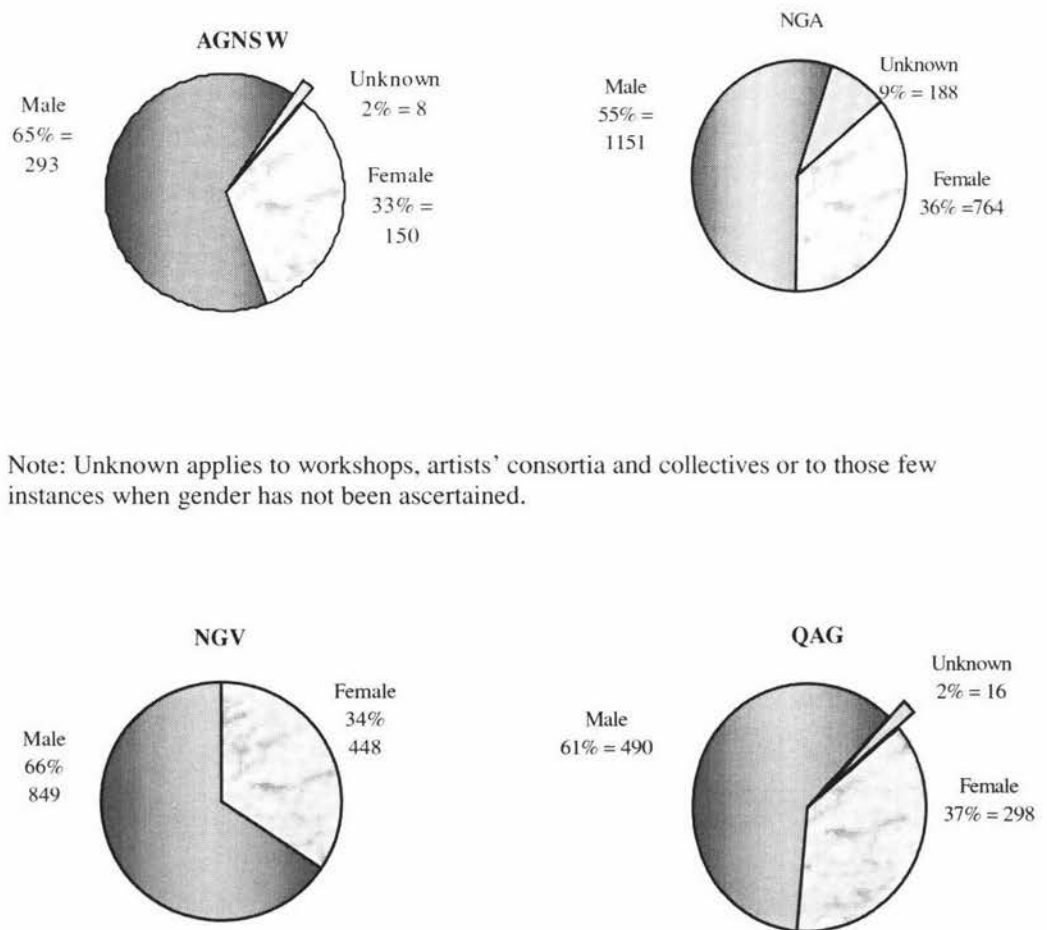 AGNSW
Male
65% =
293
Unknown
2% = 8
Female
33% =
150
NGA
Male
55% =
1151
Unknown
9% = 188
Female
36% =764
Note: Unknown applies to workshops, artists' consortia and collectives or to those few
instances when gender has not been ascertained.
NGV
Male
66%
849
Female
34%
448
QAG
Male
61% = 490
Unknown
2% = 16
Female
37% = 298